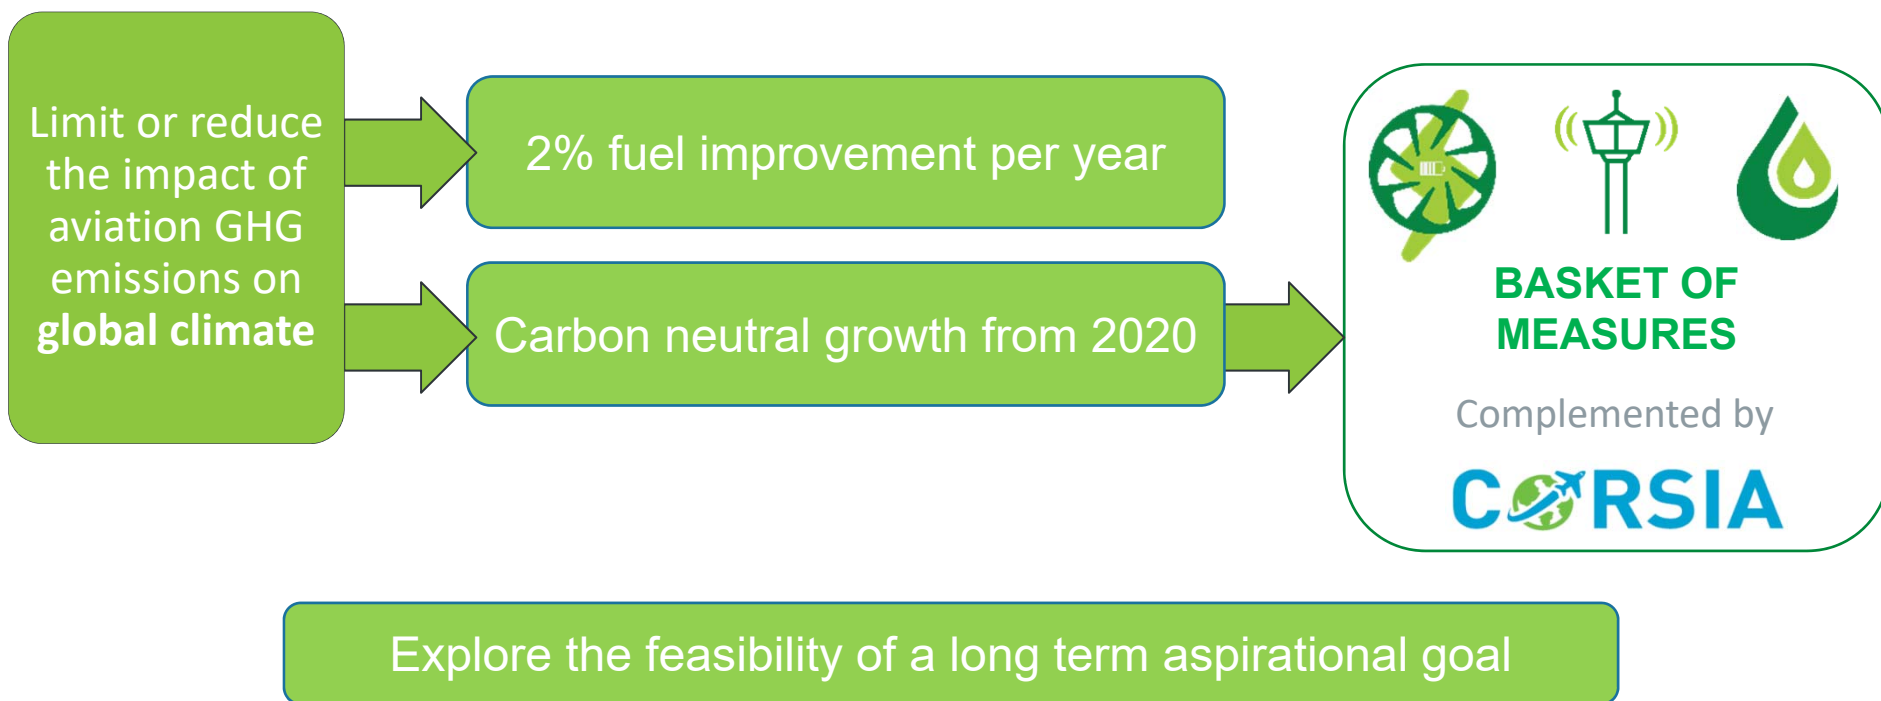 Limit or reduce
the impact of
aviation GHG
emissions on
global climate
2% fuel improvement per year
Carbon neutral growth from 2020
BASKET OF
MEASURES
Complemented by
CORSIA
Explore the feasibility of a long term aspirational goal